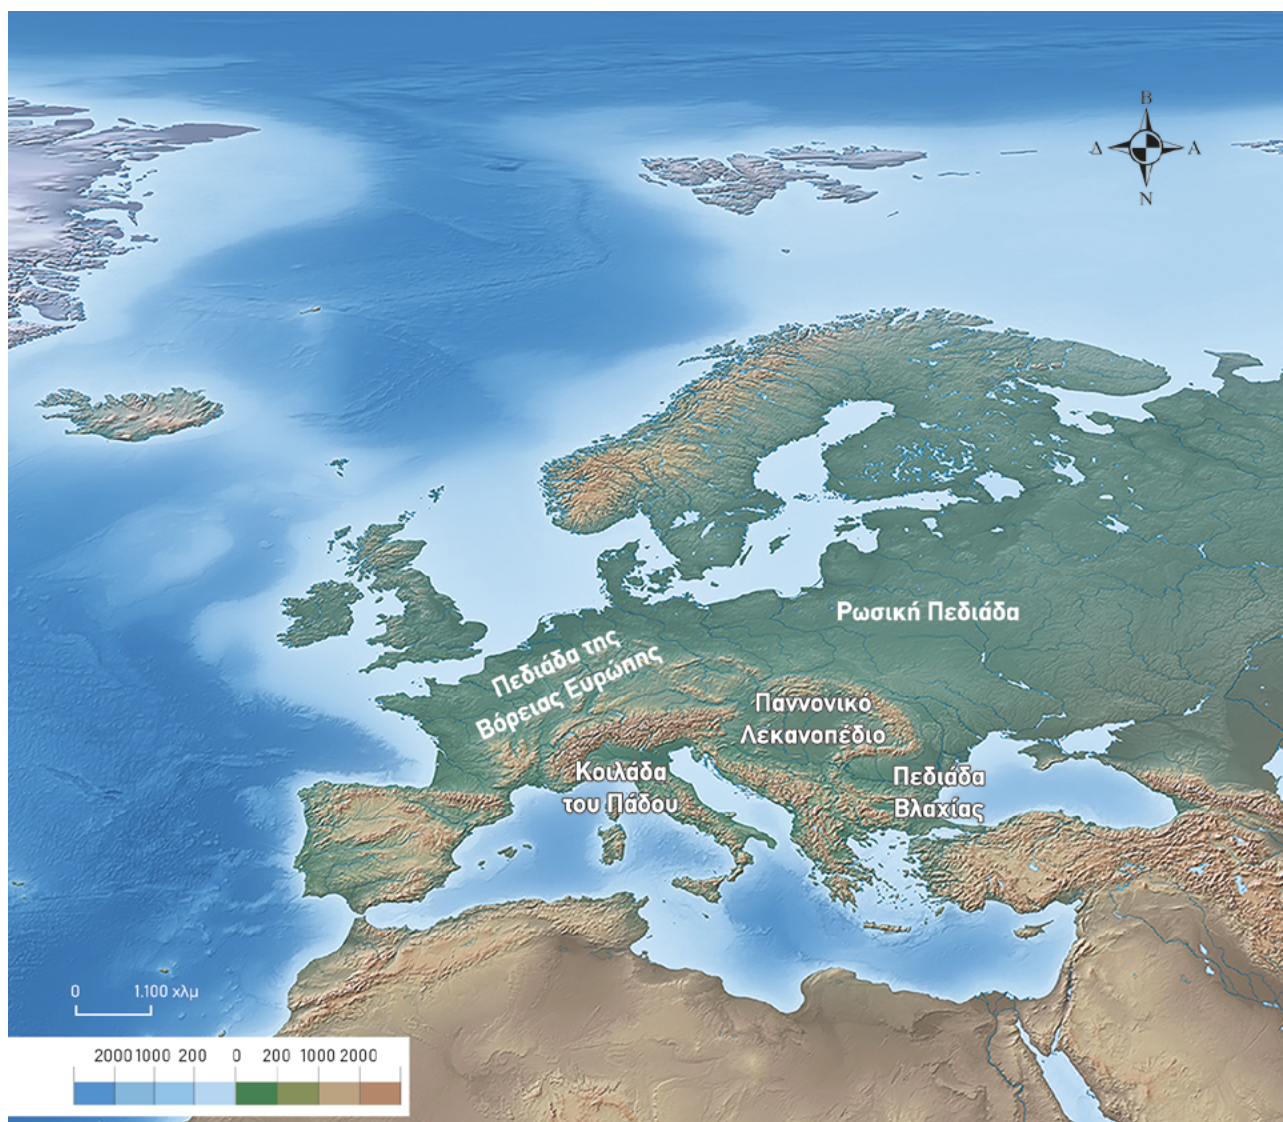 Β
Δ Α
Ν
Ρωσική Πεδιάδα
Πεδιάδα της
Βόρειας Ευρώπης
Παννονικό
Λεκανοπέδιο
Κοιλάδα
του Πάδου
Πεδιάδα
Βλαχίας
0 1.100 χλμ
2000 1000 200 0 200 1000 2000